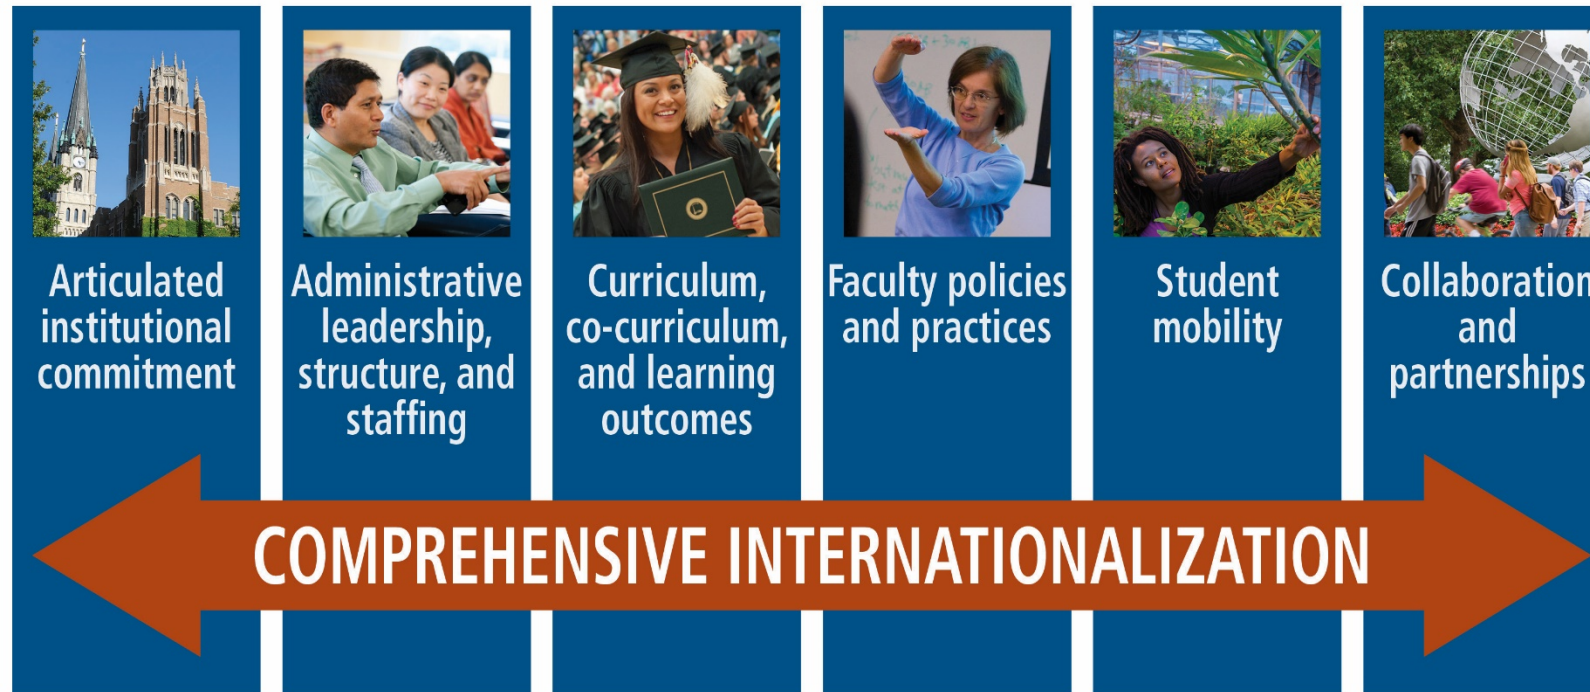 Articulated
institutional
commitment
Administrative
leadership,
structure, and
staffing
Curriculum,
co-curriculum,
and learning
outcomes
Faculty policies
and practices
Student
mobility
Collaboration
and
partnerships
COMPREHENSIVE INTERNATIONALIZATION